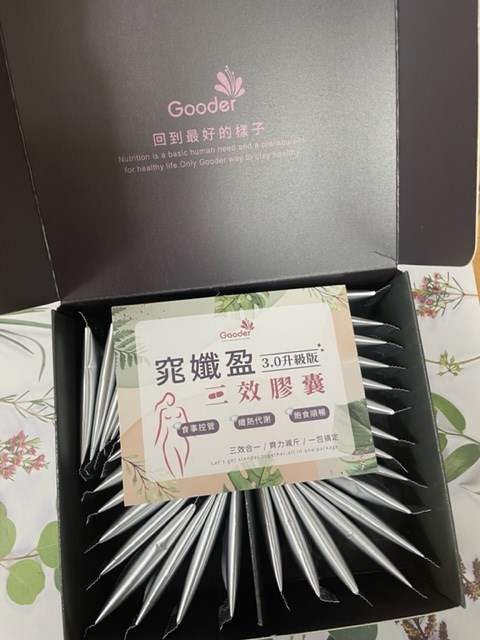 Gooder
回到最好的樣子
Nutrition is a basic human need and a prerequisite
for healthy life.Only Gooder way to stay healthy.
Gooder
窕孅盈 3.0升級版
三效膠囊
食事控管 纖熱代謝 飽食順暢
三效合一 / 齊力減斤 / 一包搞定
Let's get slender together,all in one package